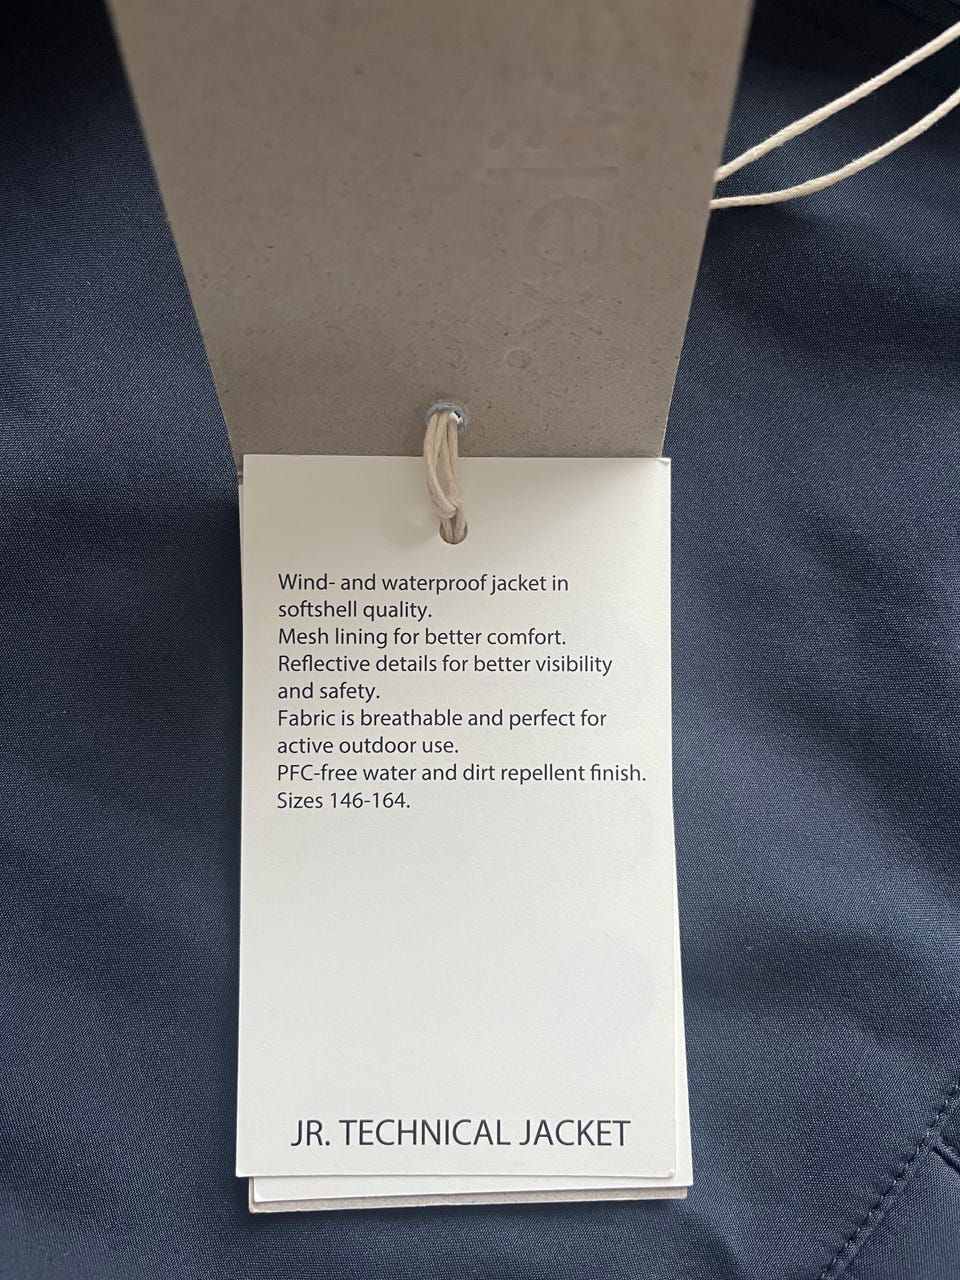 Wind- and waterproof jacket in
softshell quality.
Mesh lining for better comfort.
Reflective details for better visibility
and safety.
Fabric is breathable and perfect for
active outdoor use.
PFC-free water and dirt repellent finish.
Sizes 146-164.
JR. TECHNICAL JACKET